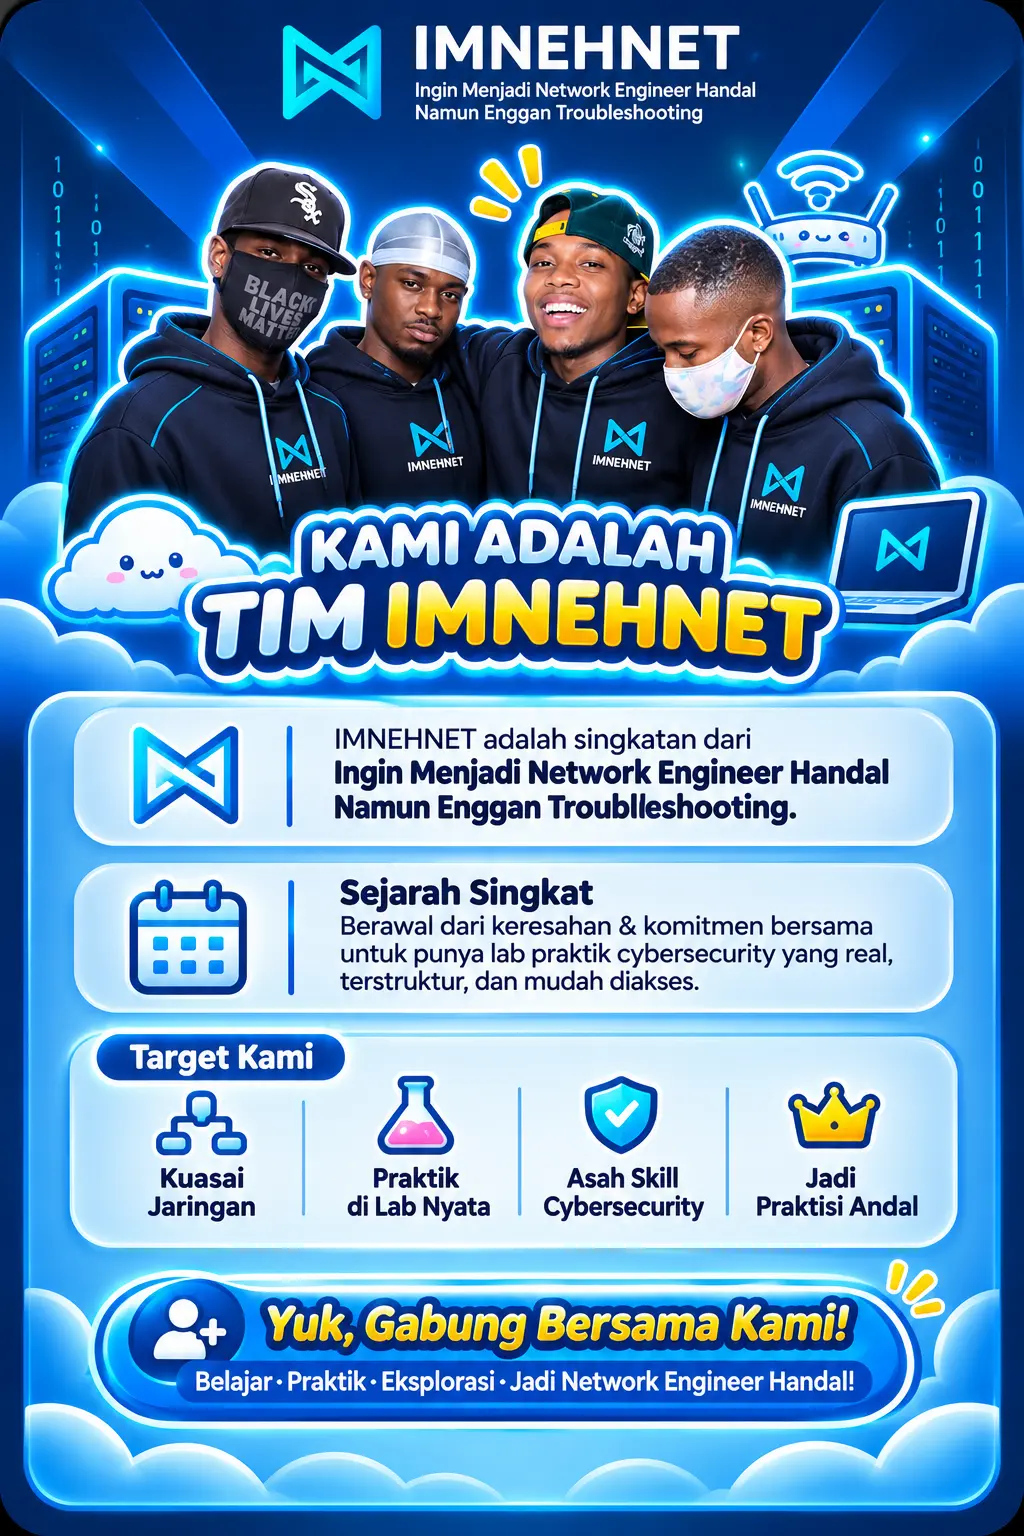 IMNEHNET
Ingin Menjadi Network Engineer Handal
Namun Enggan Troubleshooting
BLACK
LIVES
MATTER
IMNEHNET
IMNEHNET
IMNEHNET
IMNEHNET
KAMI ADALAH
TIM IMNEHNET
IMNEHNET adalah singkatan dari
Ingin Menjadi Network Engineer Handal
Namun Enggan Troublleshooting.
Sejarah Singkat
Berawal dari keresahan & komitmen bersama
untuk punya lab praktik cybersecurity yang real,
terstruktur, dan mudah diakses.
Target Kami
Kuasai
Jaringan
Praktik
di Lab Nyata
Asah Skill
Cybersecurity
Jadi
Praktisi Andal
Yuk, Gabung Bersama Kami!
Belajar · Praktik · Eksplorasi · Jadi Network Engineer Handal!